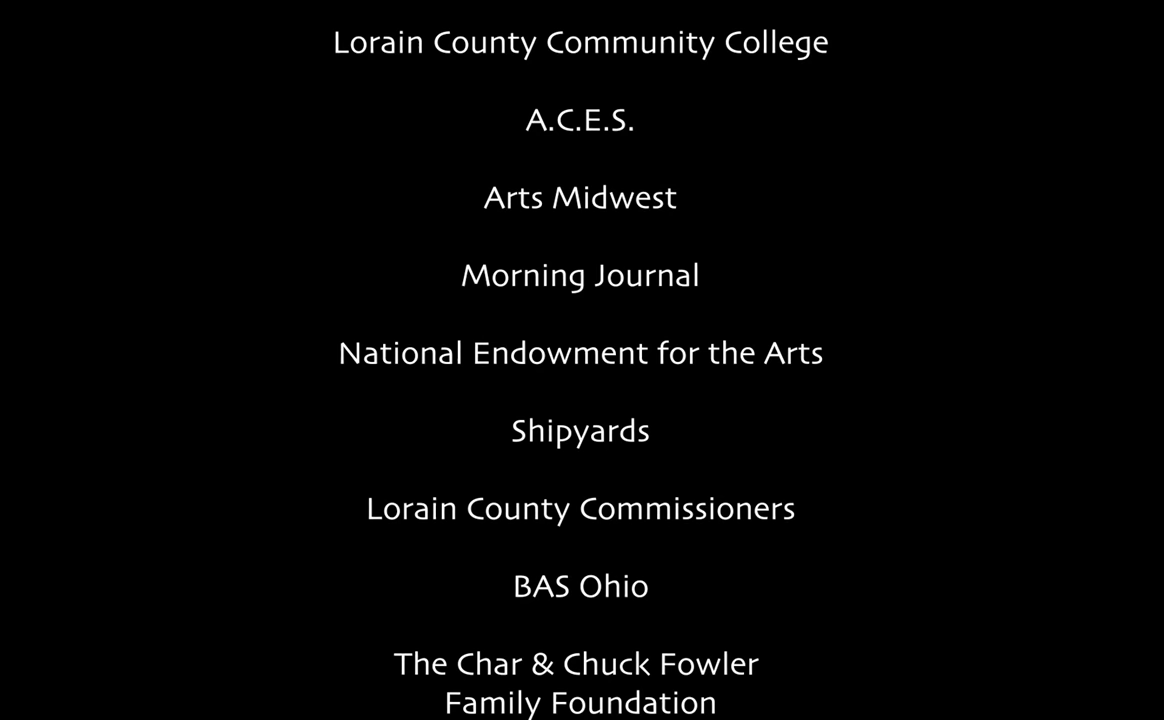 Lorain County Community College
A.C.E.S.
Arts Midwest
Morning Journal
National Endowment for the Arts
Shipyards
Lorain County Commissioners
BAS Ohio
The Char & Chuck Fowler
Family Foundation